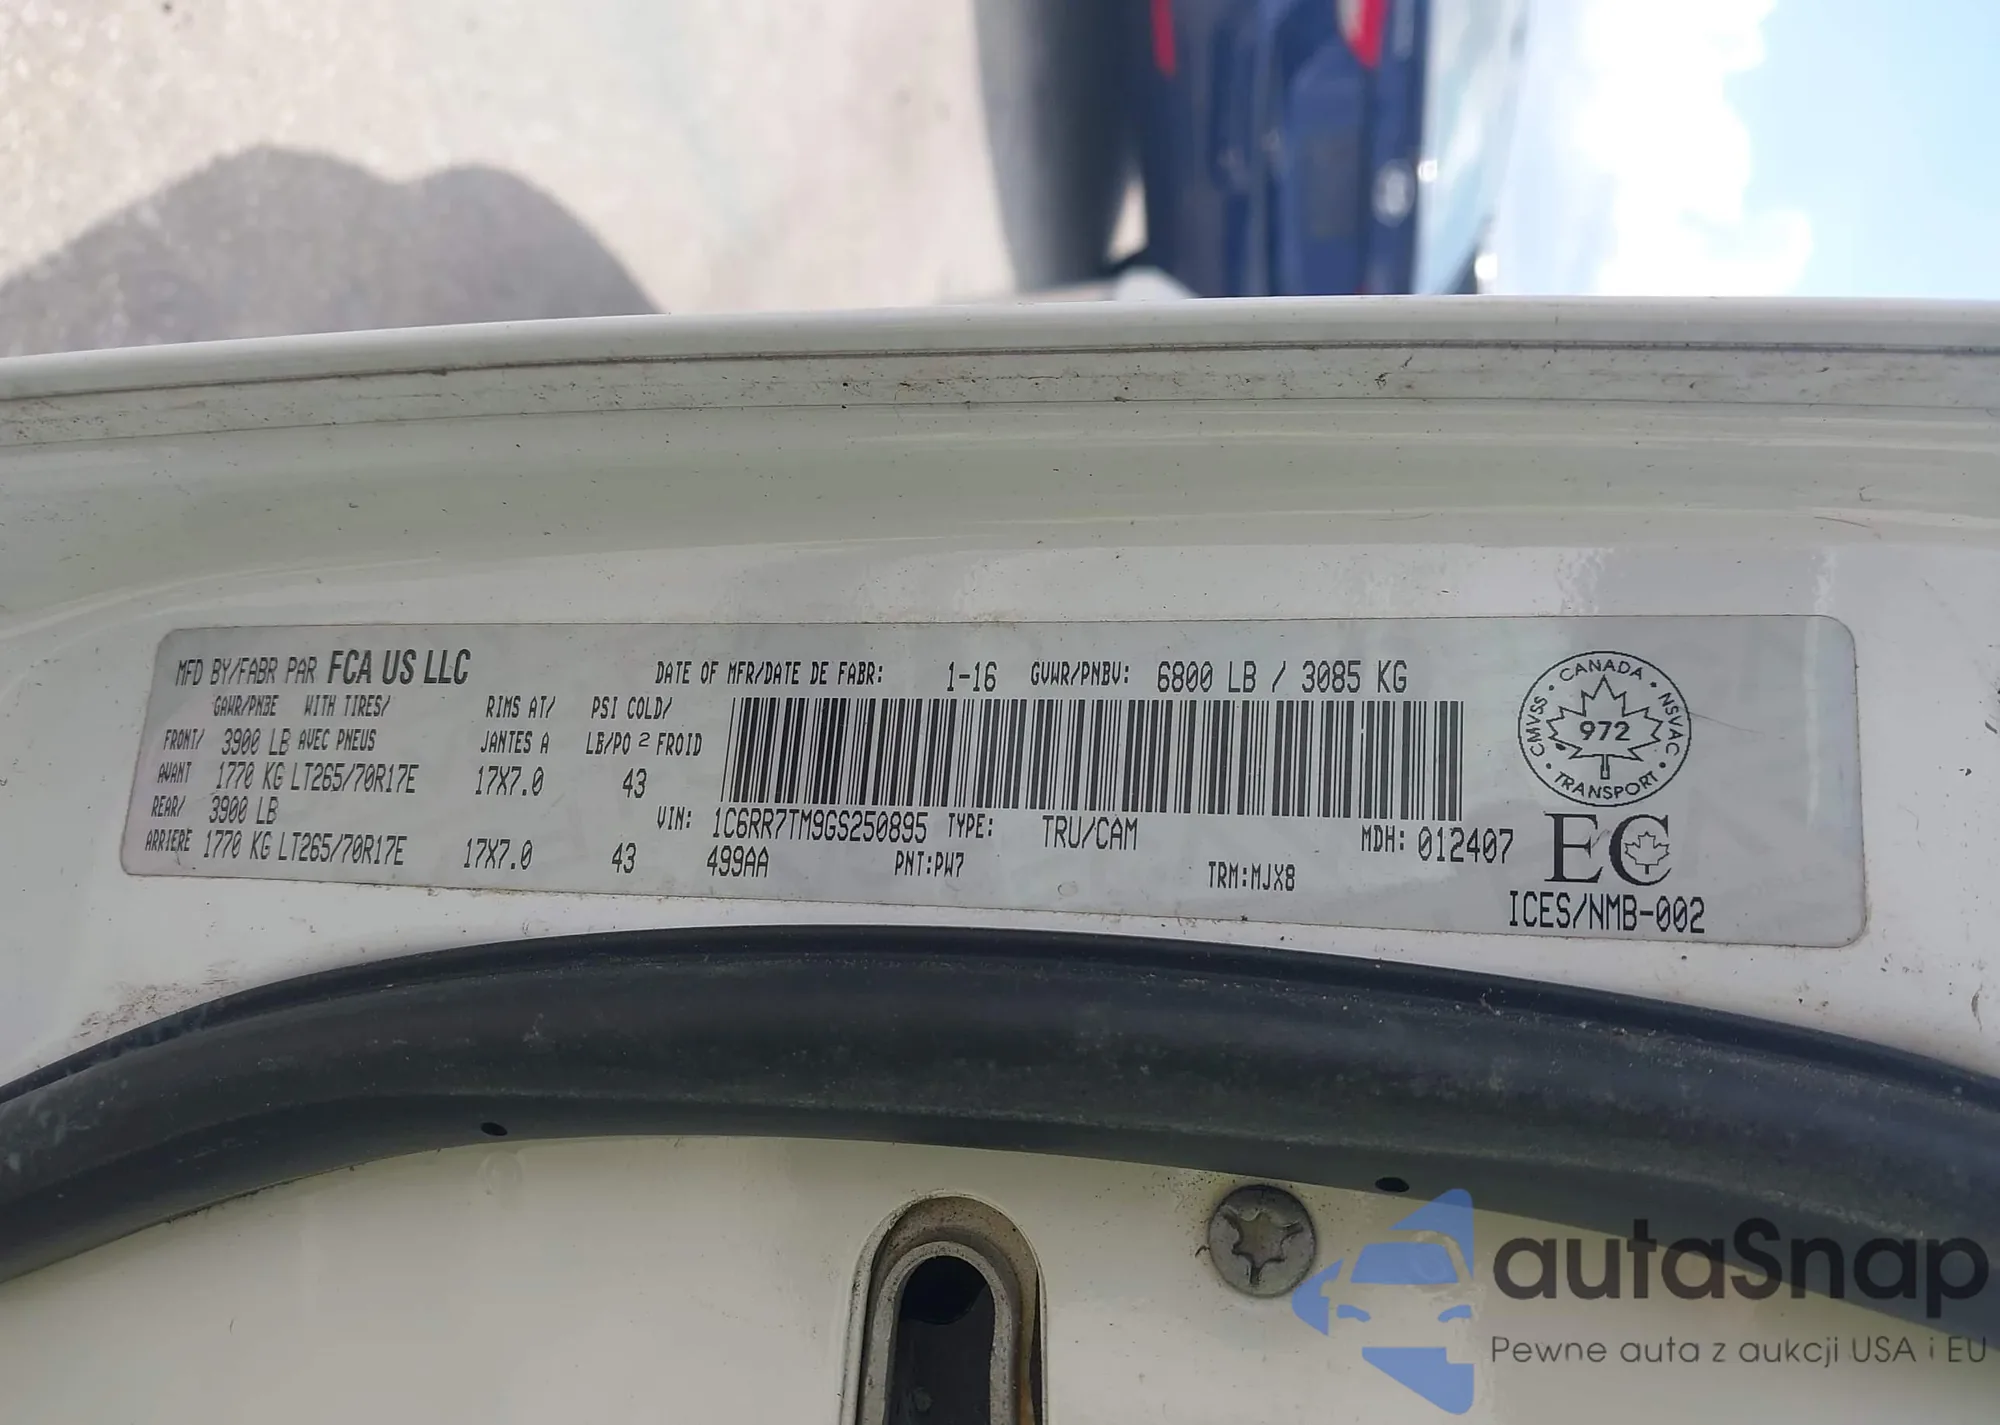 MFD BY/FABR PAR FCA US LLC DATE OF MFR/DATE DE FABR: 1-16 GVWR/PNBV: 6800 LB / 3085 KG
GAWR/PNBE WITH TIRES/ RIMS AT/ PSI COLD/
FRONT/ 3900 LB AVEC PNEUS JANTES A LB/PO 2 FROID
AVANT 1770 KG LT265/70R17E 17X7.0 43
REAR/ 3900 LB
ARRIERE 1770 KG LT265/70R17E 17X7.0 43
VIN: 1C6RR7TM9GS250895 TYPE: TRU/CAM MDH: 012407
499AA PNT:PW7 TRM:MJX8
CMVSS · CANADA · NSVAC · TRANSPORT ·
972
EC
ICES/NMB-002
autaSnap
Pewne auta z aukcji USA i EU